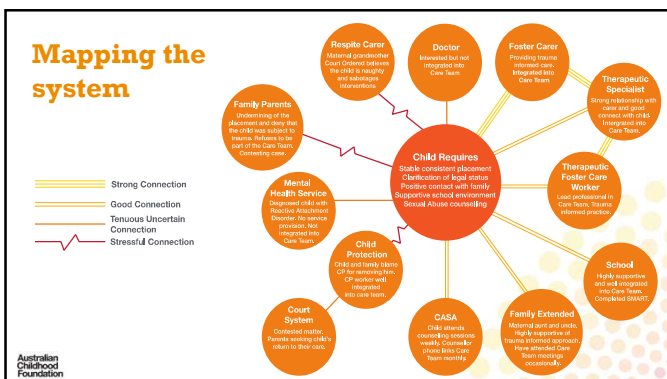 Mapping the
system
Respite Carer
Maternal grandmother
Court Ordered believes
the child is naughty
and sabotages
interventions
Doctor
Interested but not
integrated into
Care Team
Foster Carer
Providing trauma
informed care.
Integrated into
Care Team
Therapeutic
Specialist
Strong relationship with
carer and good
connect with child.
Intergrated into
Care Team.
Family Parents
Undermining of the
placement and deny that
the child was subject to
trauma. Refuses to be
part of the Care Team.
Contesting case.
Child Requires
Stable consistent placement
Clarification of legal status
Positive contact with family
Supportive school environment
Sexual Abuse counselling
Strong Connection
Good Connection
Tenuous Uncertain
Connection
Stressful Connection
Mental
Health Service
Diagnosed child with
Reactive Attachment
Disorder. No service
provision. Not
integrated into
Care Team.
Therapeutic
Foster Care
Worker
Lead professional in
Care Team, Trauma
informed practice.
Child
Protection
Child and family blame
CP for removing him.
CP worker well
Integrated
into care team.
School
Highly supportive
and well integrated
into Care Team.
Completed SMART.
Court
System
Contested matter.
Parents seeking child's
return to their care.
CASA
Child attends
counselling sessions
weekly. Counsellor
phone links Care
Team monthly.
Family Extended
Maternal aunt and uncle.
Highly supportive of
trauma informed approach.
Have attended Care
Team meetings
occasionally.
Australian
Childhood
Foundation